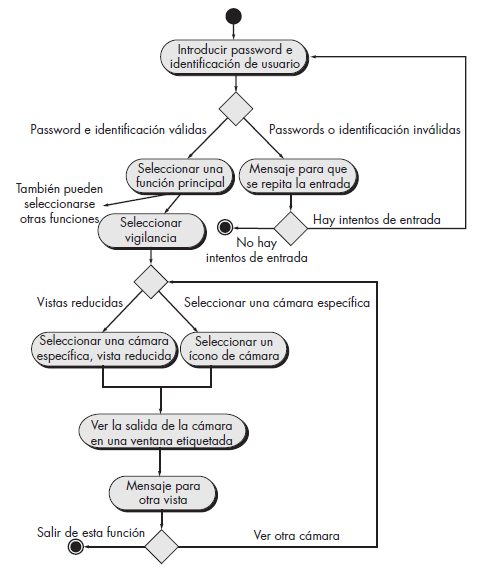 Introducir password e
identificación de usuario
Password e identificación válidas
Passwords o identificación inválidas
Seleccionar una
función principal
Mensaje para que
se repita la entrada
También pueden
seleccionarse
otras funciones
Seleccionar
vigilancia
Hay intentos de entrada
No hay
intentos de entrada
Vistas reducidas
Seleccionar una cámara específica
Seleccionar una cámara
específica, vista reducida
Seleccionar un
ícono de cámara
Ver la salida de la cámara
en una ventana etiquetada
Mensaje para
otra vista
Salir de esta función
Ver otra cámara